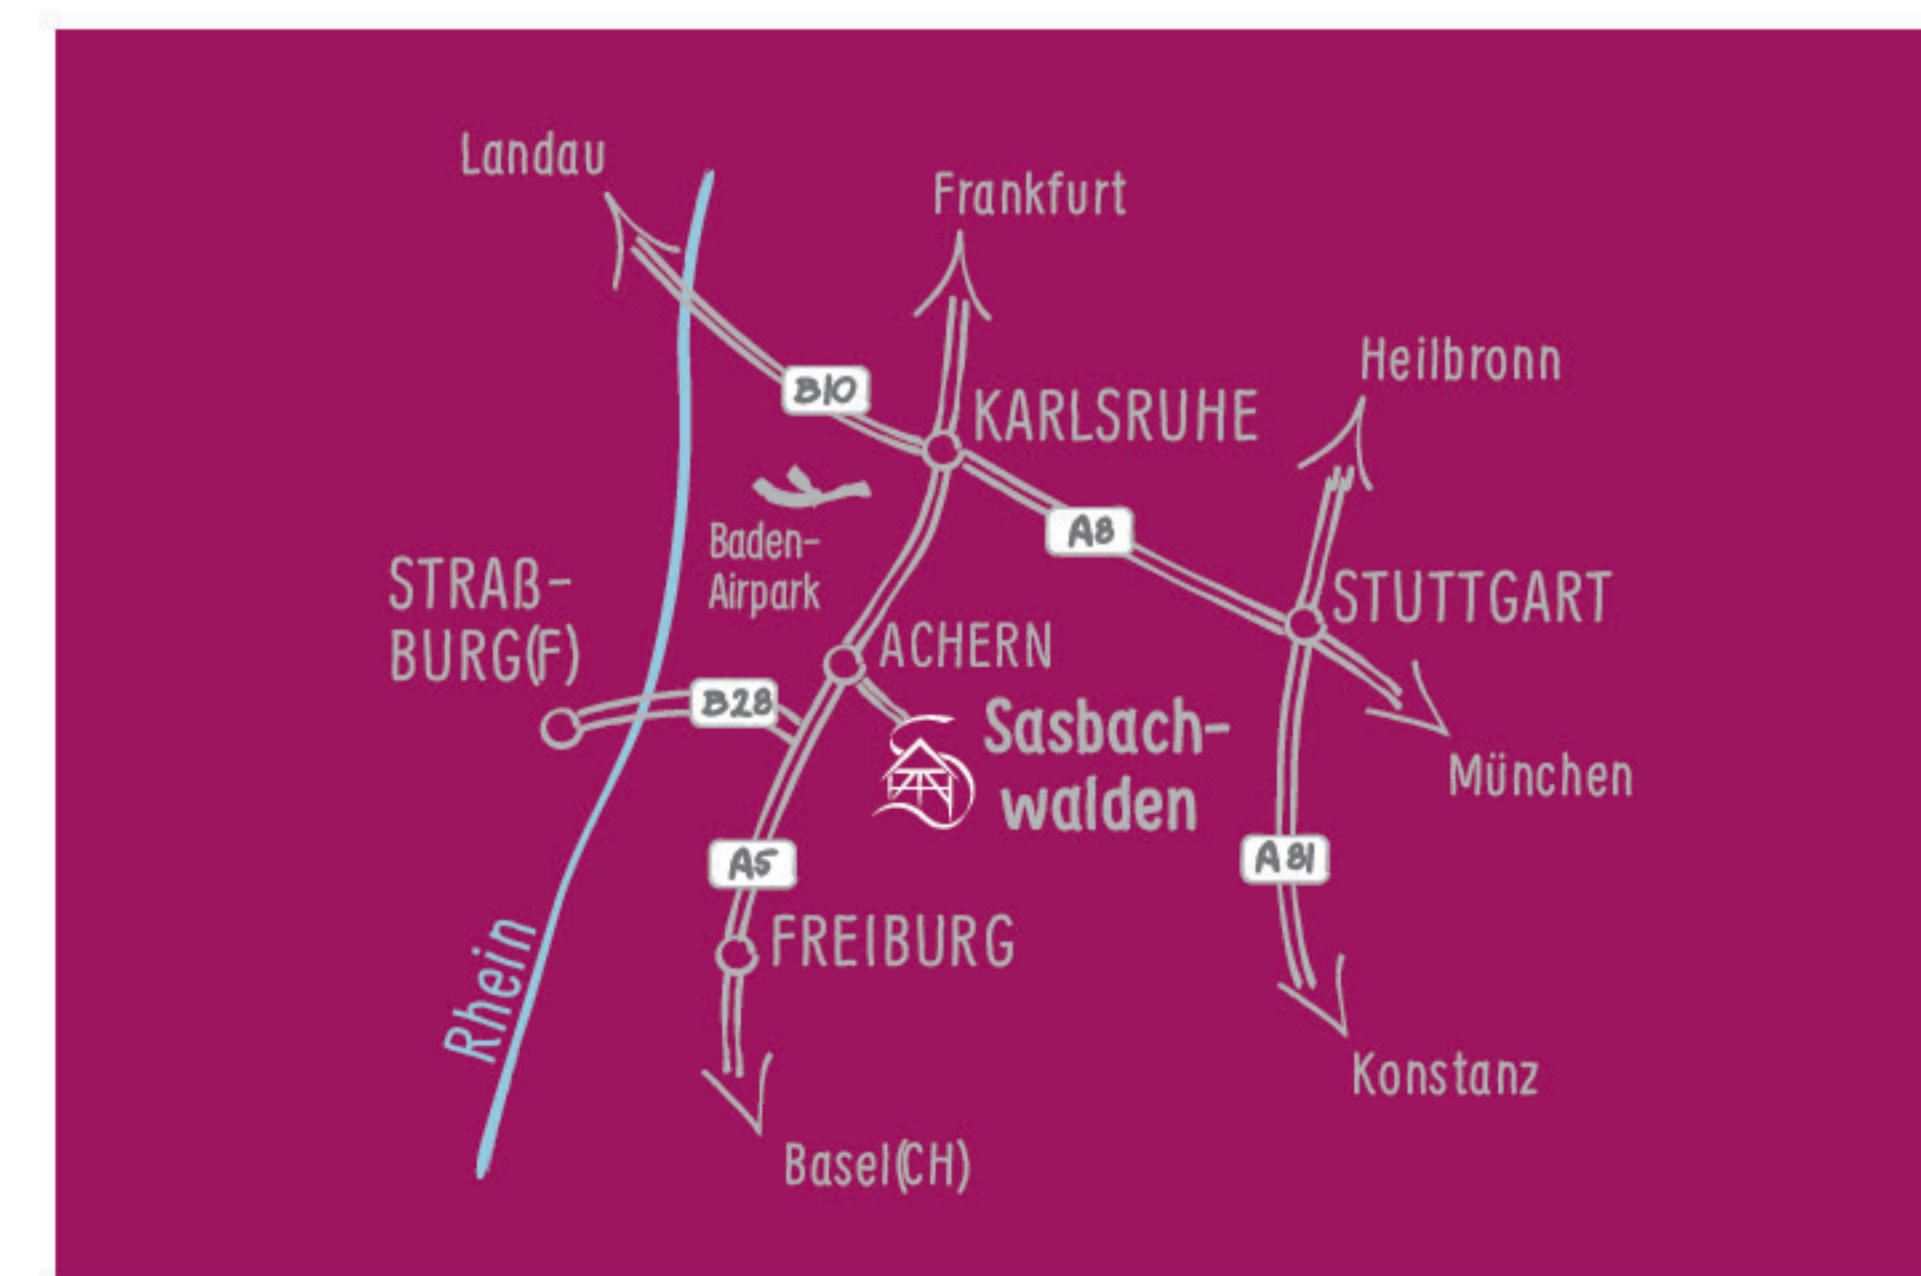 Landau
Frankfurt
Heilbronn
B10
KARLSRUHE
A8
Baden-
Airpark
STRAß-
BURG(F)
STUTTGART
ACHERN
B28
Sasbach-
walden
München
A5
A81
FREIBURG
Rhein
Konstanz
Basel(CH)